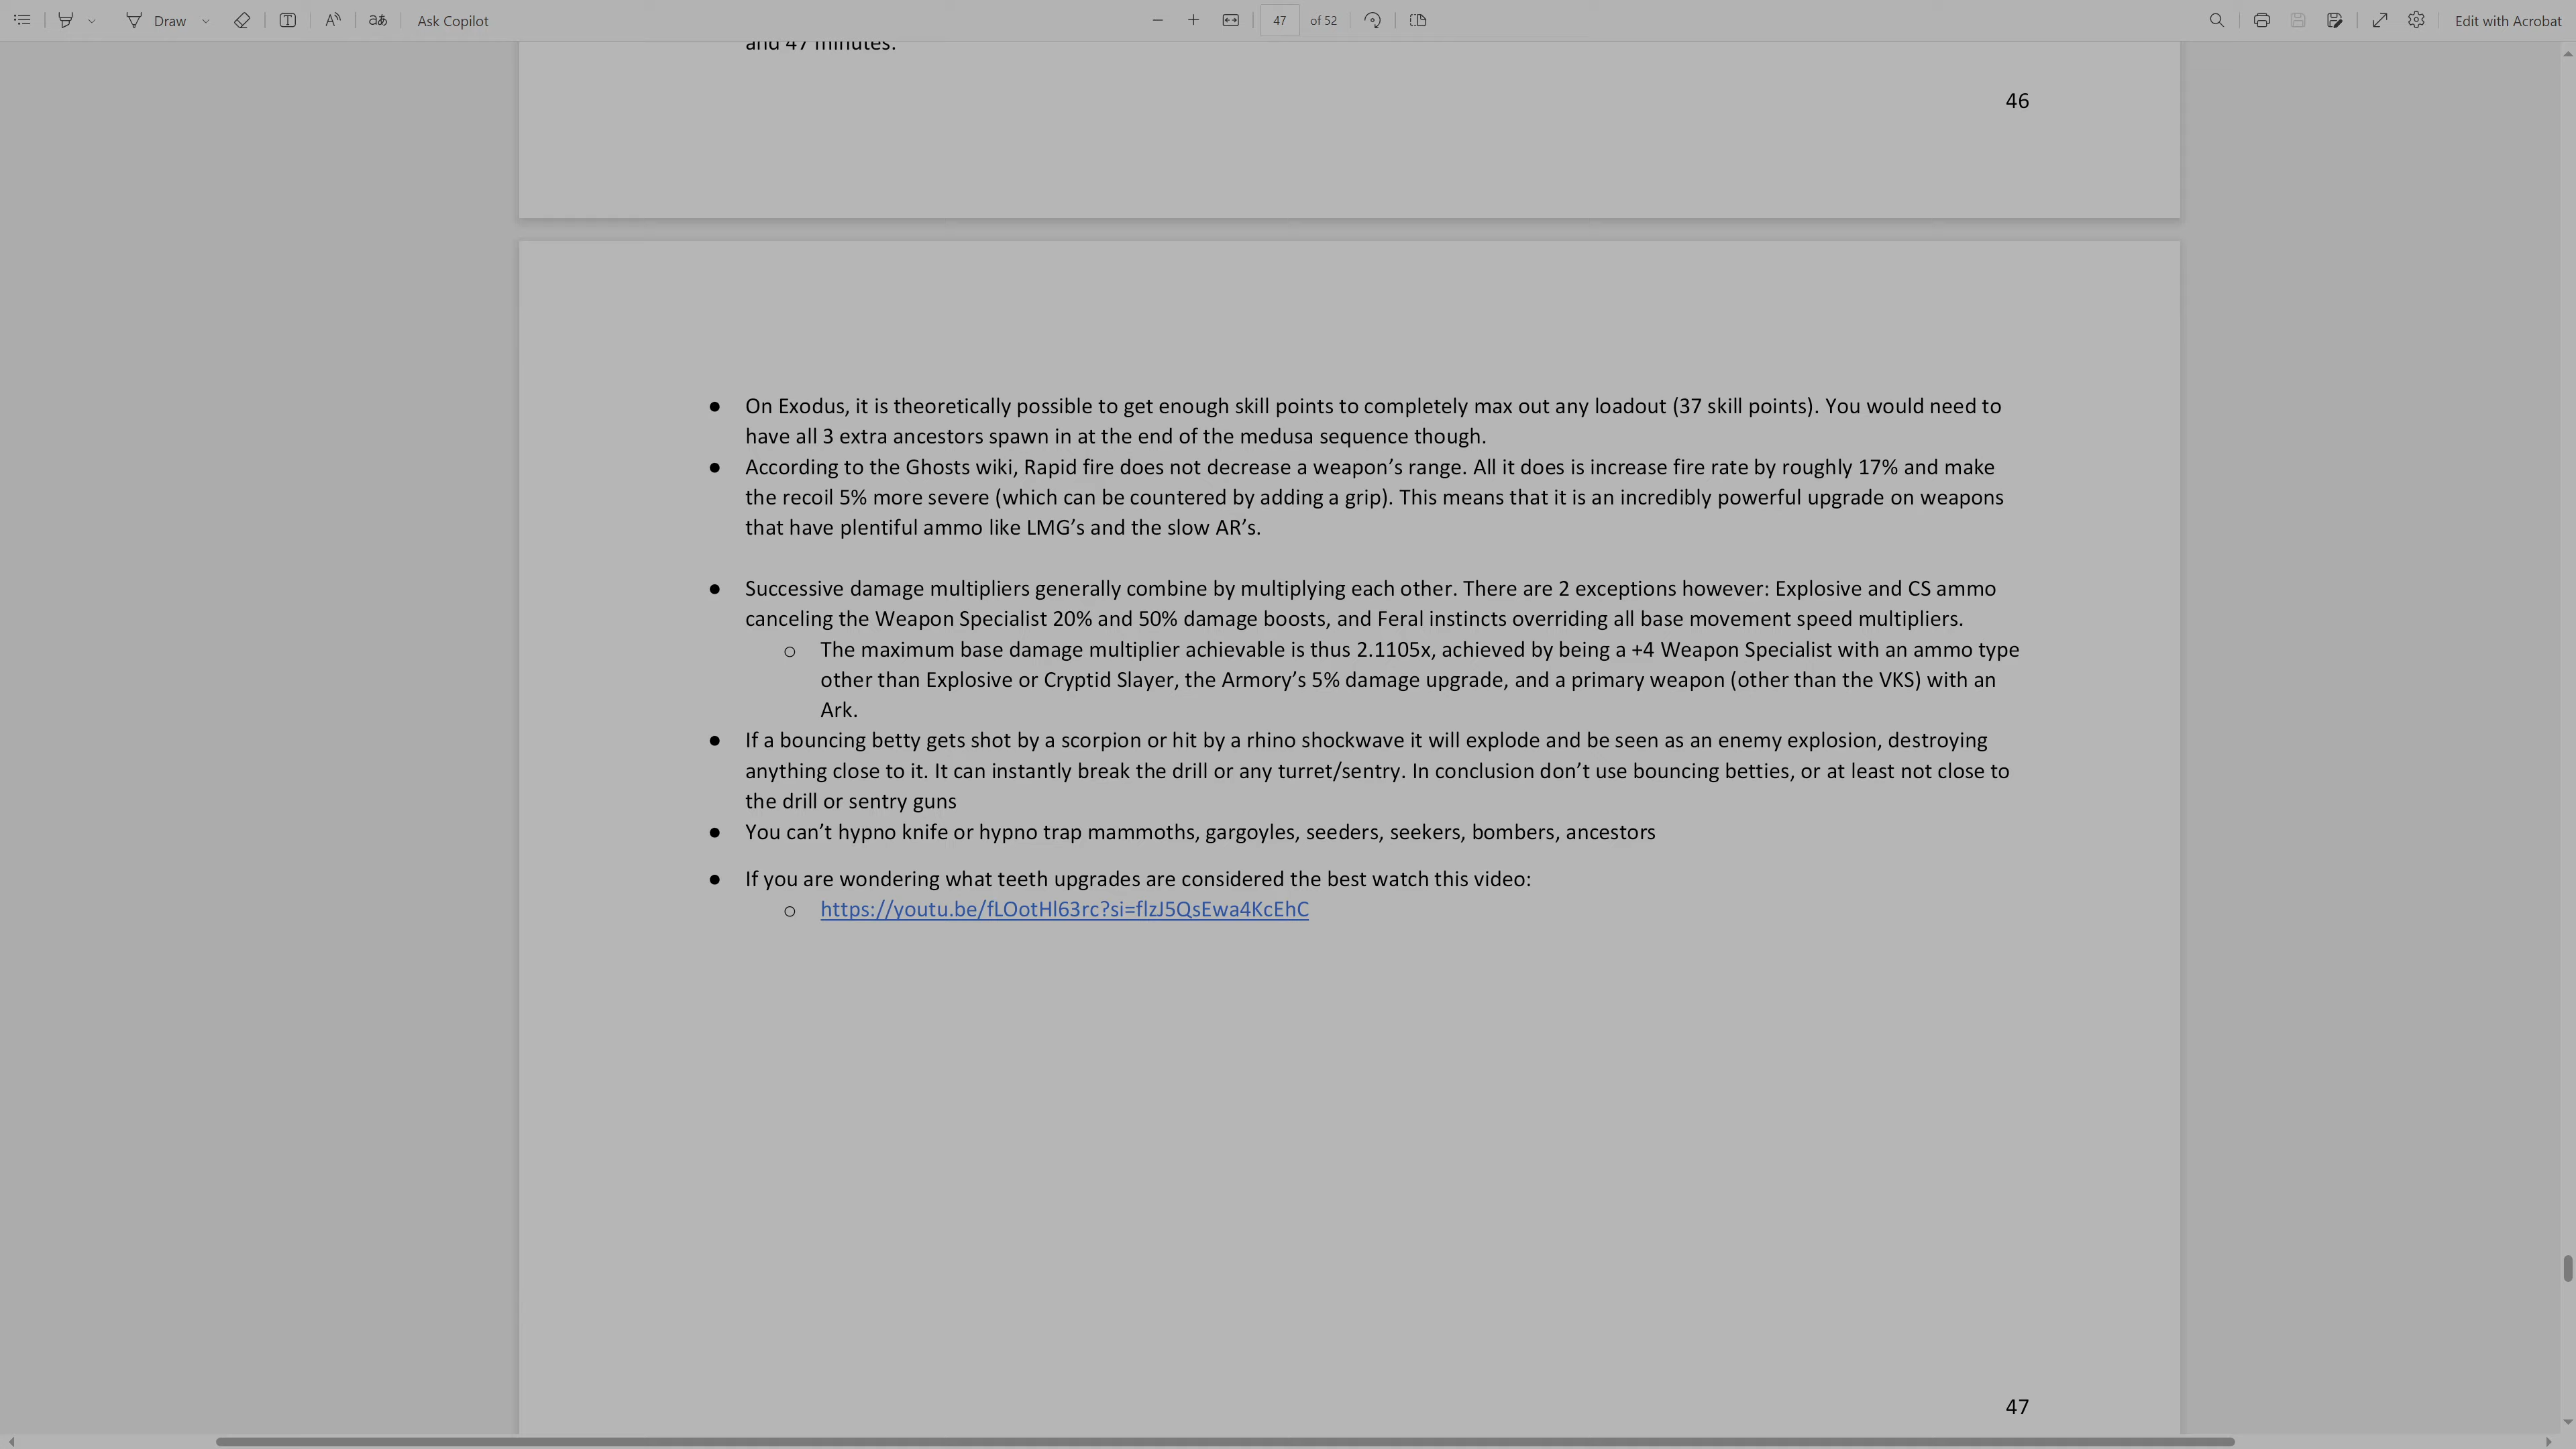 Draw
Ask Copilot
47 of 52
Edit with Acrobat
and 47 minutes.
46
● On Exodus, it is theoretically possible to get enough skill points to completely max out any loadout (37 skill points). You would need to
have all 3 extra ancestors spawn in at the end of the medusa sequence though.
● According to the Ghosts wiki, Rapid fire does not decrease a weapon’s range. All it does is increase fire rate by roughly 17% and make
the recoil 5% more severe (which can be countered by adding a grip). This means that it is an incredibly powerful upgrade on weapons
that have plentiful ammo like LMG’s and the slow AR’s.
● Successive damage multipliers generally combine by multiplying each other. There are 2 exceptions however: Explosive and CS ammo
canceling the Weapon Specialist 20% and 50% damage boosts, and Feral instincts overriding all base movement speed multipliers.
○ The maximum base damage multiplier achievable is thus 2.1105x, achieved by being a +4 Weapon Specialist with an ammo type
other than Explosive or Cryptid Slayer, the Armory’s 5% damage upgrade, and a primary weapon (other than the VKS) with an
Ark.
● If a bouncing betty gets shot by a scorpion or hit by a rhino shockwave it will explode and be seen as an enemy explosion, destroying
anything close to it. It can instantly break the drill or any turret/sentry. In conclusion don’t use bouncing betties, or at least not close to
the drill or sentry guns
● You can’t hypno knife or hypno trap mammoths, gargoyles, seeders, seekers, bombers, ancestors
● If you are wondering what teeth upgrades are considered the best watch this video:
○ https://youtu.be/fLOotHl63rc?si=flzJ5QsEwa4KcEhC
47